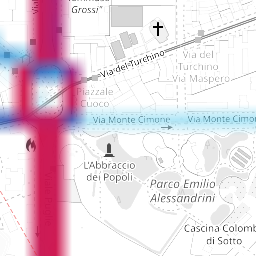 Tommaso
Grossi"
Via del Turchino
Via del
Turchino
Via Maspero
Piazzale
Cuoco
Via Monte Cimone
Via Monte Cimone
L'Abbraccio
dei Popoli
Parco Emilio
Alessandrini
Cascina Colomb
di Sotto